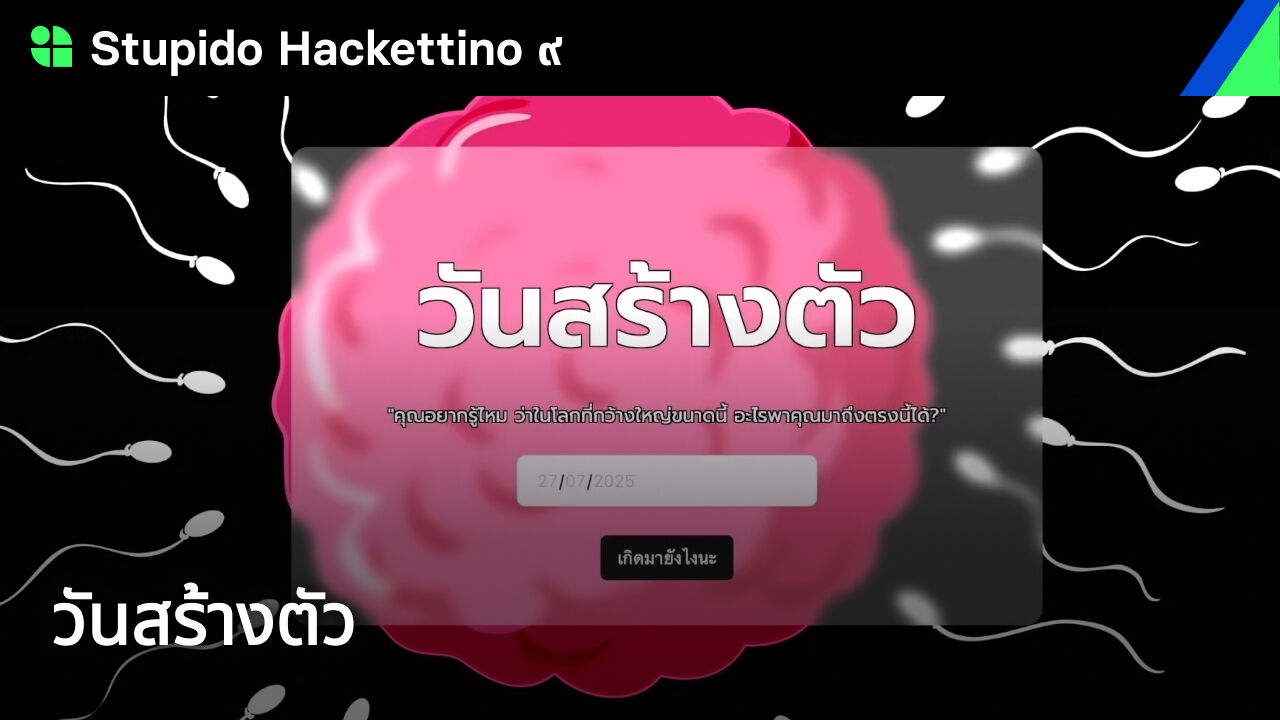 Stupido Hackettino ๙
วันสร้างตัว
"คุณอยากรู้ไหม ว่าในโลกที่กว้างใหญ่ขนาดนี้ อะไรพาคุณมาถึงตรงนี้ได้?"
27/07/2025
เกิดมายังไงนะ
วันสร้างตัว